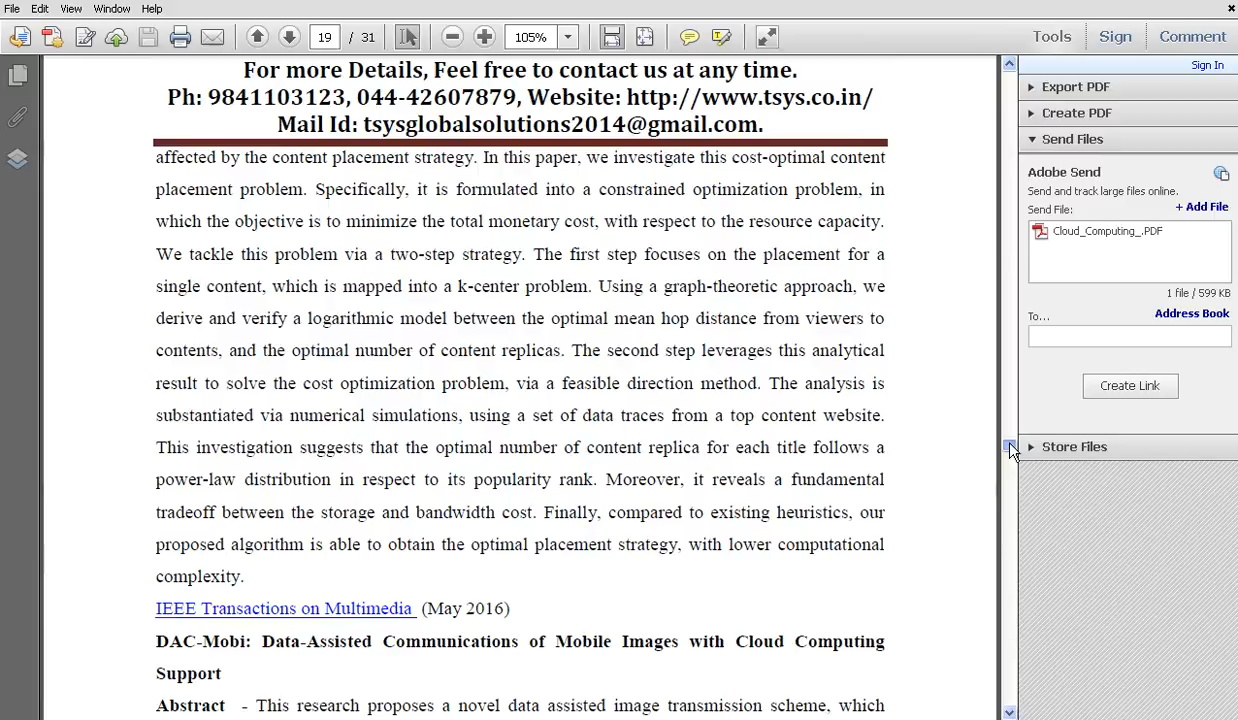 File Edit View Window Help
19 / 31 105% Tools Sign Comment
Sign In
Export PDF
Create PDF
Send Files
Adobe Send
Send and track large files online.
+ Add File
Send File:
Cloud_Computing_.PDF
1 file / 599 KB
Address Book
To...
Create Link
Store Files
For more Details, Feel free to contact us at any time.
Ph: 9841103123, 044-42607879, Website: http://www.tsys.co.in/
Mail Id: tsysglobalsolutions2014@gmail.com.
affected by the content placement strategy. In this paper, we investigate this cost-optimal content
placement problem. Specifically, it is formulated into a constrained optimization problem, in
which the objective is to minimize the total monetary cost, with respect to the resource capacity.
We tackle this problem via a two-step strategy. The first step focuses on the placement for a
single content, which is mapped into a k-center problem. Using a graph-theoretic approach, we
derive and verify a logarithmic model between the optimal mean hop distance from viewers to
contents, and the optimal number of content replicas. The second step leverages this analytical
result to solve the cost optimization problem, via a feasible direction method. The analysis is
substantiated via numerical simulations, using a set of data traces from a top content website.
This investigation suggests that the optimal number of content replica for each title follows a
power-law distribution in respect to its popularity rank. Moreover, it reveals a fundamental
tradeoff between the storage and bandwidth cost. Finally, compared to existing heuristics, our
proposed algorithm is able to obtain the optimal placement strategy, with lower computational
complexity.
IEEE Transactions on Multimedia (May 2016)
DAC-Mobi: Data-Assisted Communications of Mobile Images with Cloud Computing
Support
Abstract - This research proposes a novel data assisted image transmission scheme, which